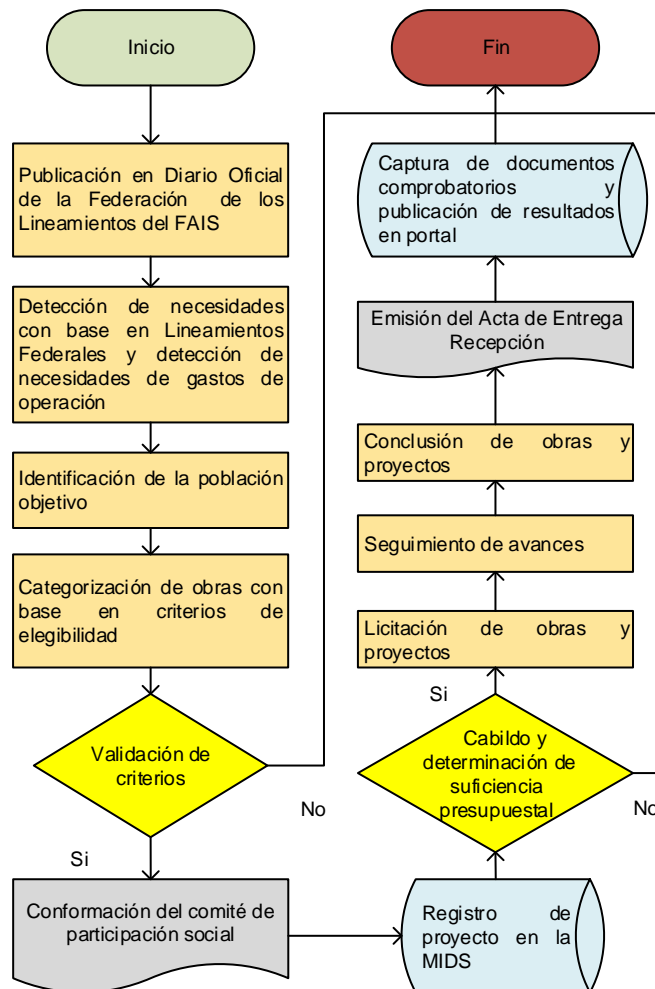 Inicio
Publicación en Diario Oficial
de la Federación de los
Lineamientos del FAIS
Detección de necesidades
con base en Lineamientos
Federales y detección de
necesidades de gastos de
operación
Identificación de la población
objetivo
Categorización de obras con
base en criterios de
elegibilidad
Validación de
criterios
No
Si
Conformación del comité de
participación social
Registro de
proyecto en la
MIDS
Cabildo y
determinación de
suficiencia
presupuestal
No
Si
Licitación de obras y
proyectos
Seguimiento de avances
Conclusión de obras y
proyectos
Emisión del Acta de Entrega
Recepción
Captura de documentos
comprobatorios y
publicación de resultados
en portal
Fin